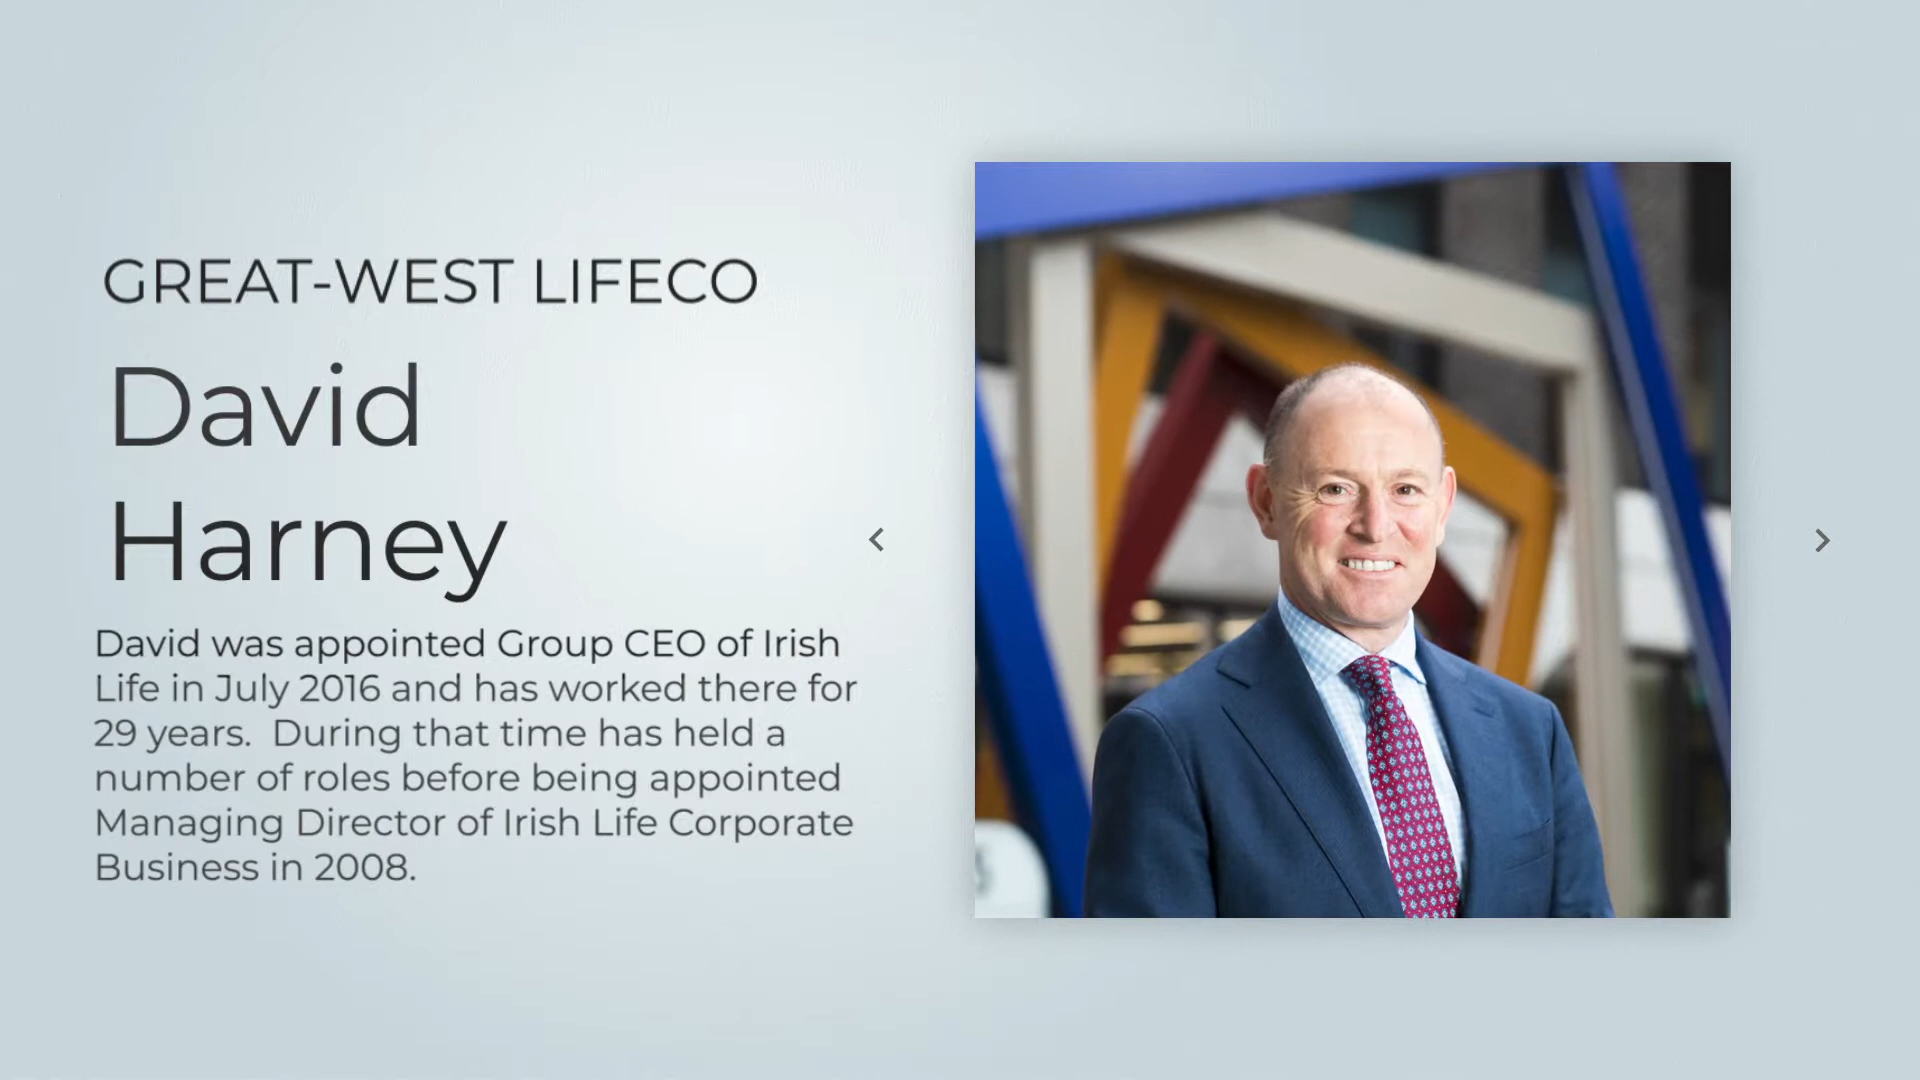 GREAT-WEST LIFECO
David
Harney
David was appointed Group CEO of Irish
Life in July 2016 and has worked there for
29 years.  During that time has held a
number of roles before being appointed
Managing Director of Irish Life Corporate
Business in 2008.